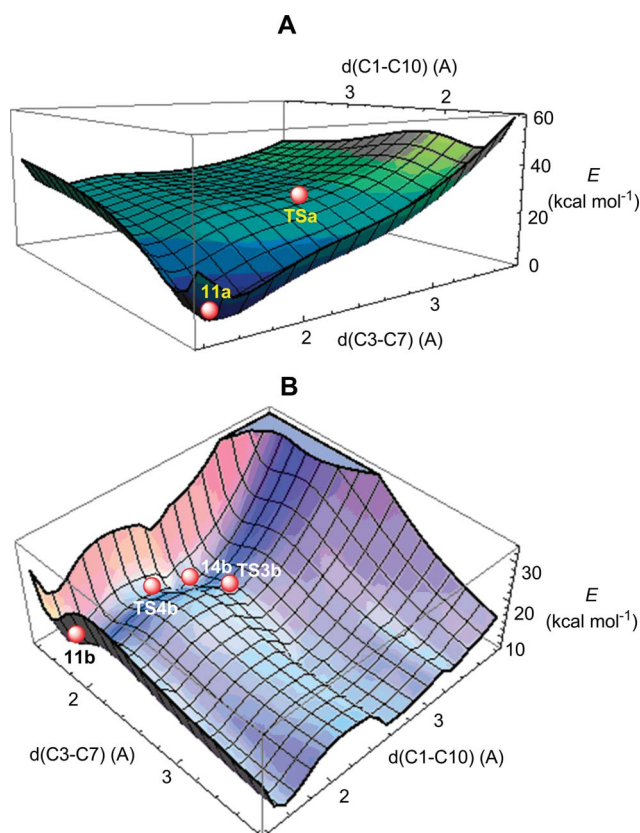 A
d(C1-C10) (A)
3
2
60
40
20
0
E
(kcal mol-1)
TSa
11a
3
2
d(C3-C7) (A)
B
14b TS3b
TS4b
11b
30
20
10
E
(kcal mol-1)
2
3
d(C3-C7) (A)
3
2
d(C1-C10) (A)